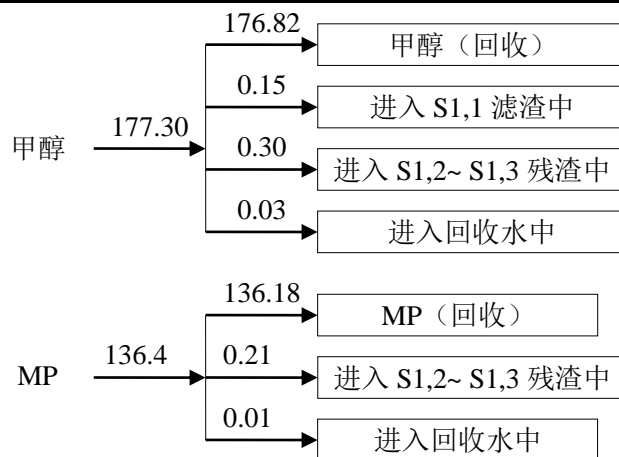 176.82
甲醇（回收）
0.15
进入 S1,1 滤渣中
甲醇
177.30
0.30
进入 S1,2~ S1,3 残渣中
0.03
进入回收水中
136.18
MP（回收）
MP
136.4
0.21
进入 S1,2~ S1,3 残渣中
0.01
进入回收水中